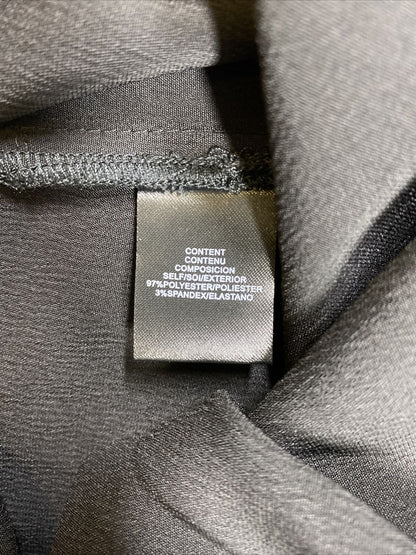 CONTENT
CONTENU
COMPOSICION
SELF/SOI/EXTERIOR
97%POLYESTER/POLIESTER
3%SPANDEX/ELASTANO